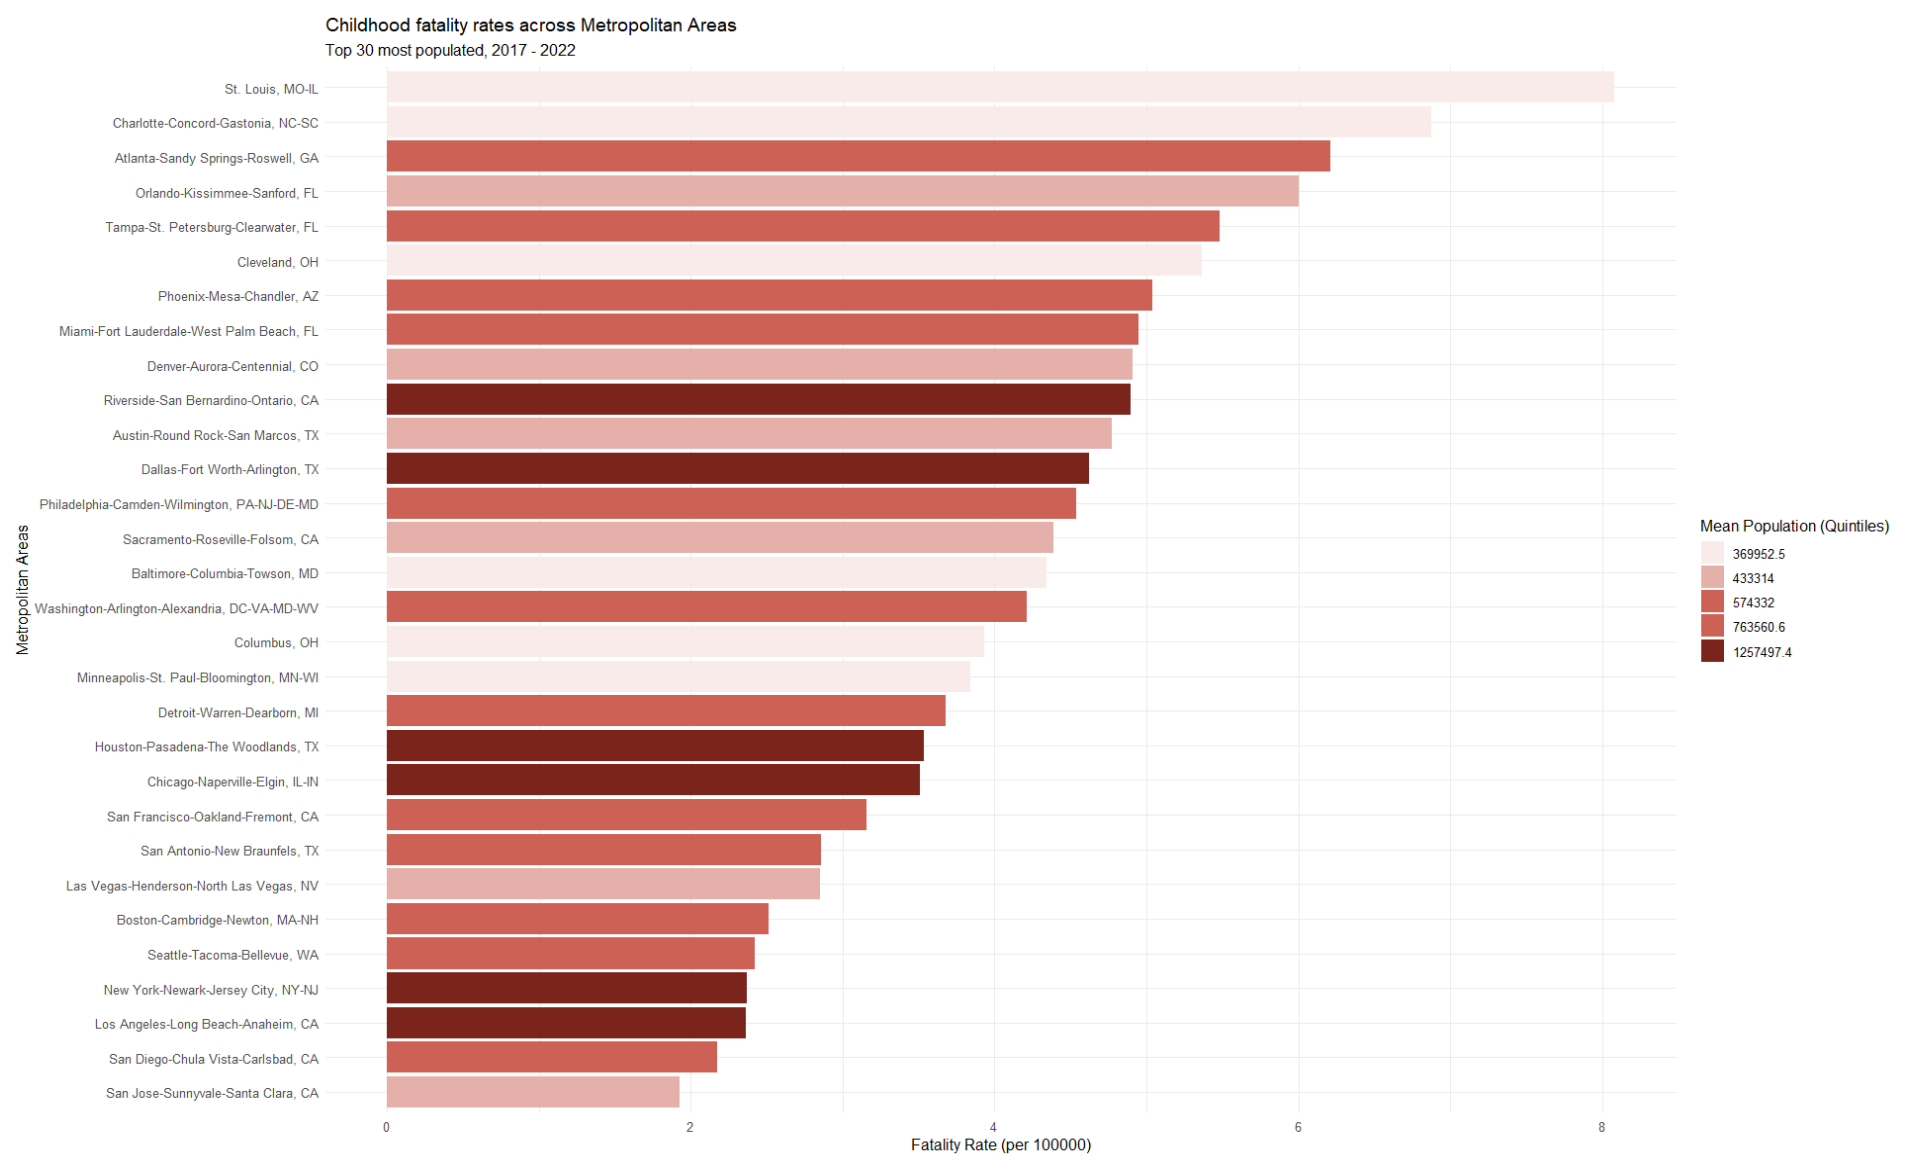 Childhood fatality rates across Metropolitan Areas
Top 30 most populated, 2017 - 2022
Metropolitan Areas
St. Louis, MO-IL
Charlotte-Concord-Gastonia, NC-SC
Atlanta-Sandy Springs-Roswell, GA
Orlando-Kissimmee-Sanford, FL
Tampa-St. Petersburg-Clearwater, FL
Cleveland, OH
Phoenix-Mesa-Chandler, AZ
Miami-Fort Lauderdale-West Palm Beach, FL
Denver-Aurora-Centennial, CO
Riverside-San Bernardino-Ontario, CA
Austin-Round Rock-San Marcos, TX
Dallas-Fort Worth-Arlington, TX
Philadelphia-Camden-Wilmington, PA-NJ-DE-MD
Sacramento-Roseville-Folsom, CA
Baltimore-Columbia-Towson, MD
Washington-Arlington-Alexandria, DC-VA-MD-WV
Columbus, OH
Minneapolis-St. Paul-Bloomington, MN-WI
Detroit-Warren-Dearborn, MI
Houston-Pasadena-The Woodlands, TX
Chicago-Naperville-Elgin, IL-IN
San Francisco-Oakland-Fremont, CA
San Antonio-New Braunfels, TX
Las Vegas-Henderson-North Las Vegas, NV
Boston-Cambridge-Newton, MA-NH
Seattle-Tacoma-Bellevue, WA
New York-Newark-Jersey City, NY-NJ
Los Angeles-Long Beach-Anaheim, CA
San Diego-Chula Vista-Carlsbad, CA
San Jose-Sunnyvale-Santa Clara, CA
0 2 4 6 8
Fatality Rate (per 100000)
Mean Population (Quintiles)
369952.5
433314
574332
763560.6
1257497.4